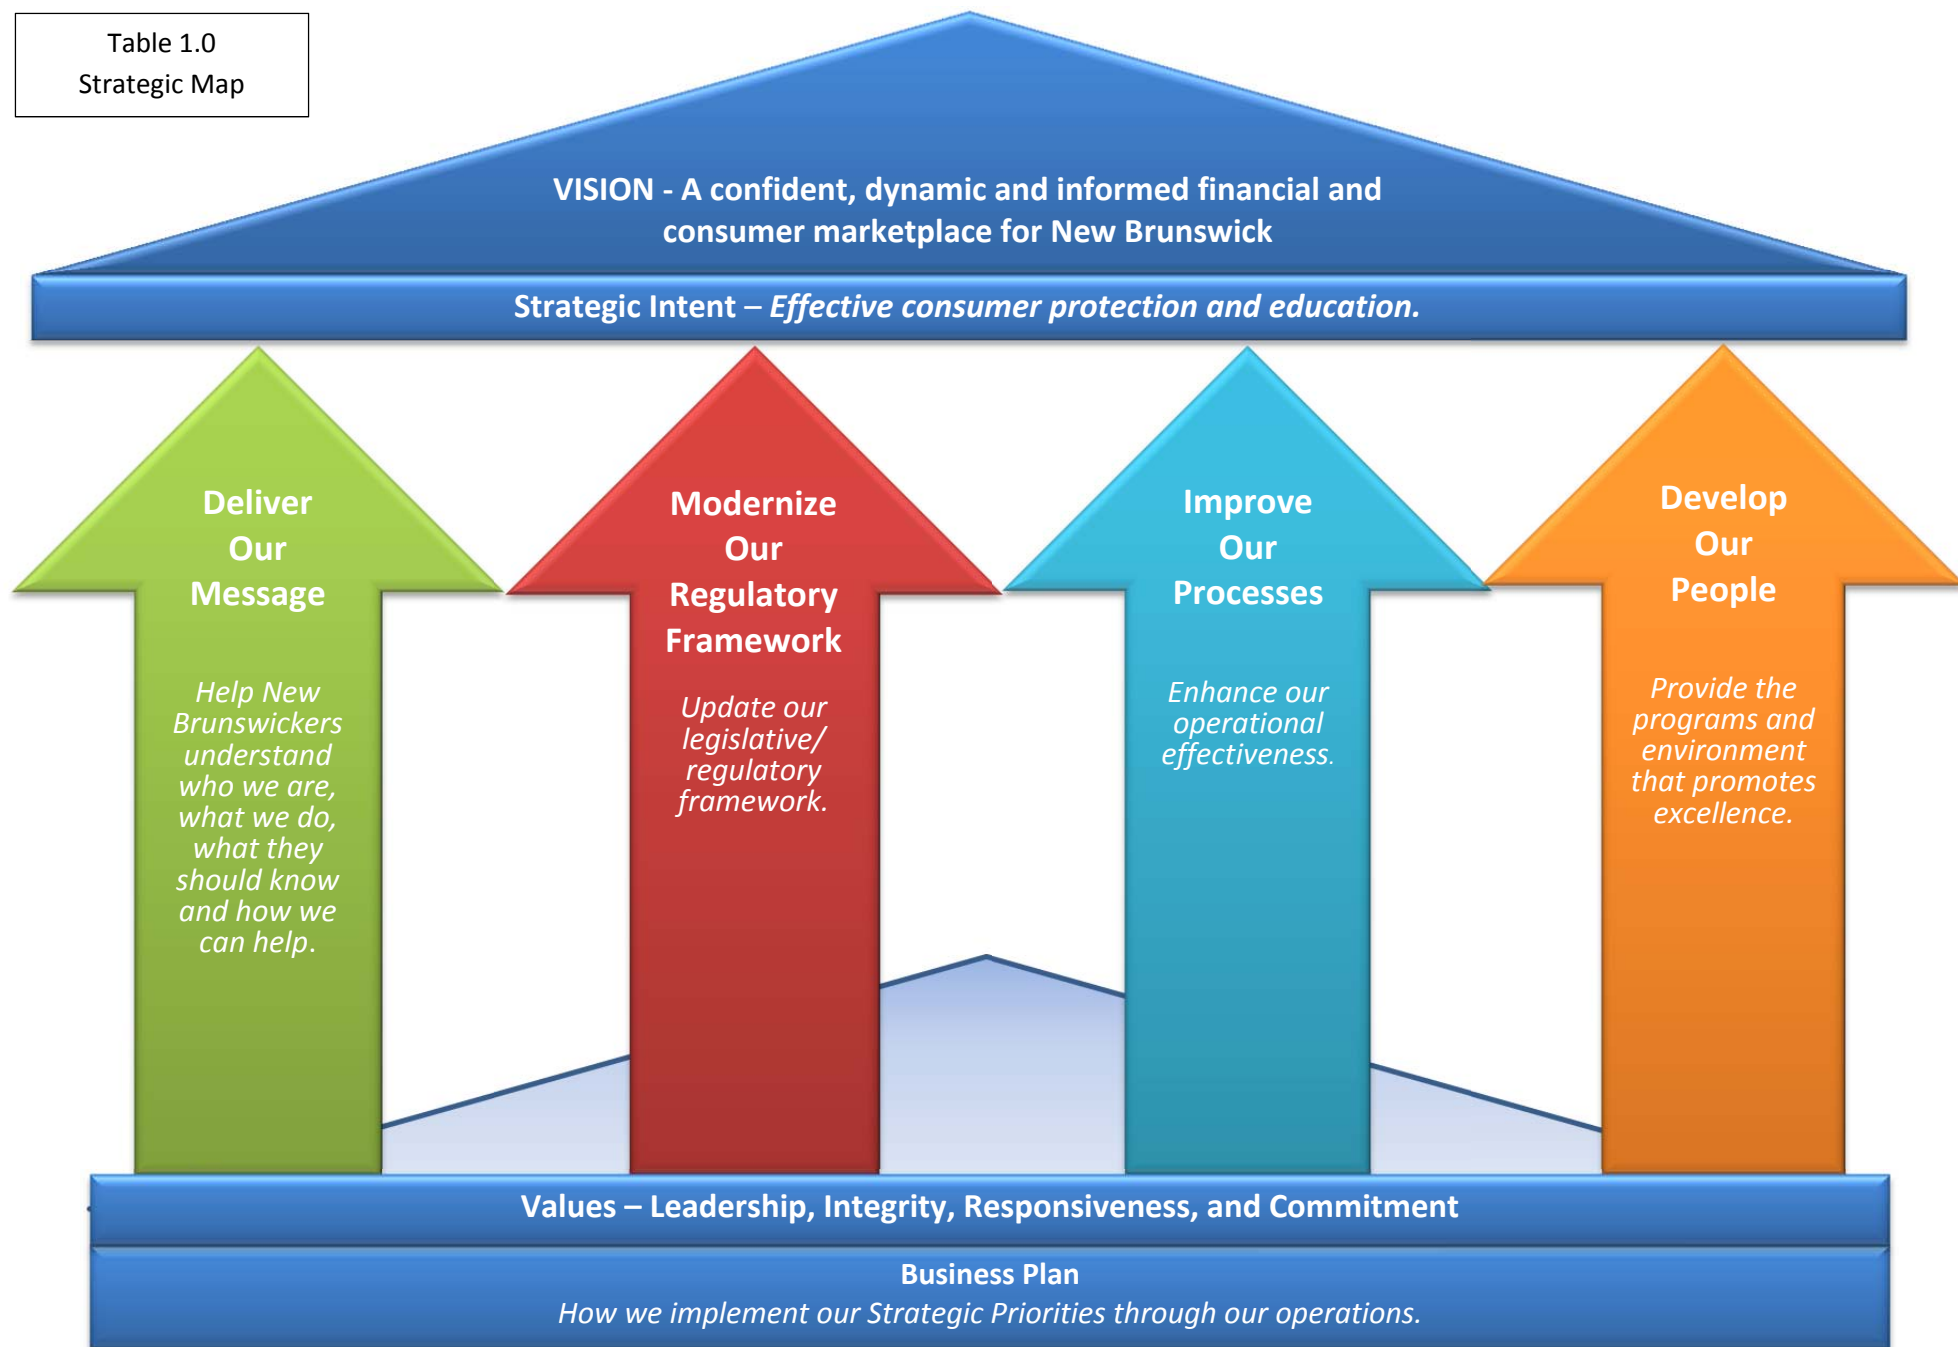 Table 1.0
Strategic Map
VISION - A confident, dynamic and informed financial and
consumer marketplace for New Brunswick
Strategic Intent – Effective consumer protection and education.
Deliver
Our
Message
Help New
Brunswickers
understand
who we are,
what we do,
what they
should know
and how we
can help.
Modernize
Our
Regulatory
Framework
Update our
legislative/
regulatory
framework.
Improve
Our
Processes
Enhance our
operational
effectiveness.
Develop
Our
People
Provide the
programs and
environment
that promotes
excellence.
Values – Leadership, Integrity, Responsiveness, and Commitment
Business Plan
How we implement our Strategic Priorities through our operations.